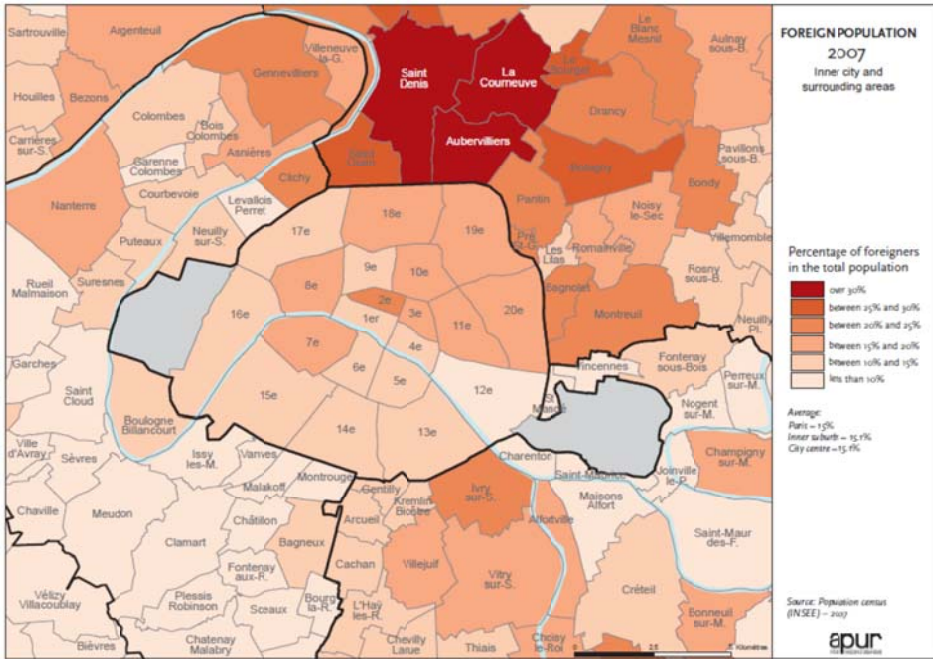 Sartrouville
Argenteuil
Villeneuve
la-G.
Le
Blanc
Mesnil
Aulnay
sous-B.
Gennevilliers
Saint
Denis
La
Courneuve
Houilles
Bezons
Colombes
Bois
Colombes
Drancy
Aubervilliers
Carrières
sur-S.
Asnières
Garenne
Colombes
Pavillons
sous-B.
Courbevoie
Clichy
Bondy
Levallois
Perret
Pantin
Nanterre
Noisy
le-Sec
Neuilly
sur-S.
17e
18e
19e
Pré
St-G.
Puteaux
Les
Lilas
Romainville
Villemomble
9e
10e
Rueil
Malmaison
Suresnes
8e
Rosny
sous-B.
Bagnolet
2e
3e
20e
Montreuil
16e
1er
11e
Neuilly
Pl.
7e
4e
Garches
Saint
Cloud
6e
5e
12e
Vincennes
Fontenay
sous-Bois
Perreux
sur-M.
15e
St
Mandé
Nogent
sur-M.
Boulogne
Billancourt
14e
13e
Ville
d'Avray
Sèvres
Issy
les-M.
Vanves
Charenton
Saint-Maurice
Joinville
le-P.
Champigny
sur-M.
Montrouge
Malakoff
Gentilly
Kremlin
Bicêtre
Ivry
sur-S.
Maisons
Alfort
Chaville
Meudon
Châtillon
Arcueil
Alfortville
Saint-Maur
des-F.
Clamart
Bagneux
Cachan
Villejuif
Fontenay
aux-R.
Vitry
sur-S.
Créteil
Vélizy
Villacoublay
Plessis
Robinson
Sceaux
Bourg
la-R.
L'Haÿ
les-R.
Bonneuil
sur-M.
Bièvres
Chatenay
Malabry
Chevilly
Larue
Thiais
Choisy
le-Roi
0 2.5 5 Kilomètres
FOREIGN POPULATION
2007
Inner city and
surrounding areas
Percentage of foreigners
in the total population
over 30%
beween 25% and 30%
between 20% and 25%
between 15% and 20%
between 10% and 15%
less than 10%
Average:
Paris = 15%
Inner suburb = 15.1%
City centre = 15.1%
Source: Population census
(INSEE) – 2007
apur